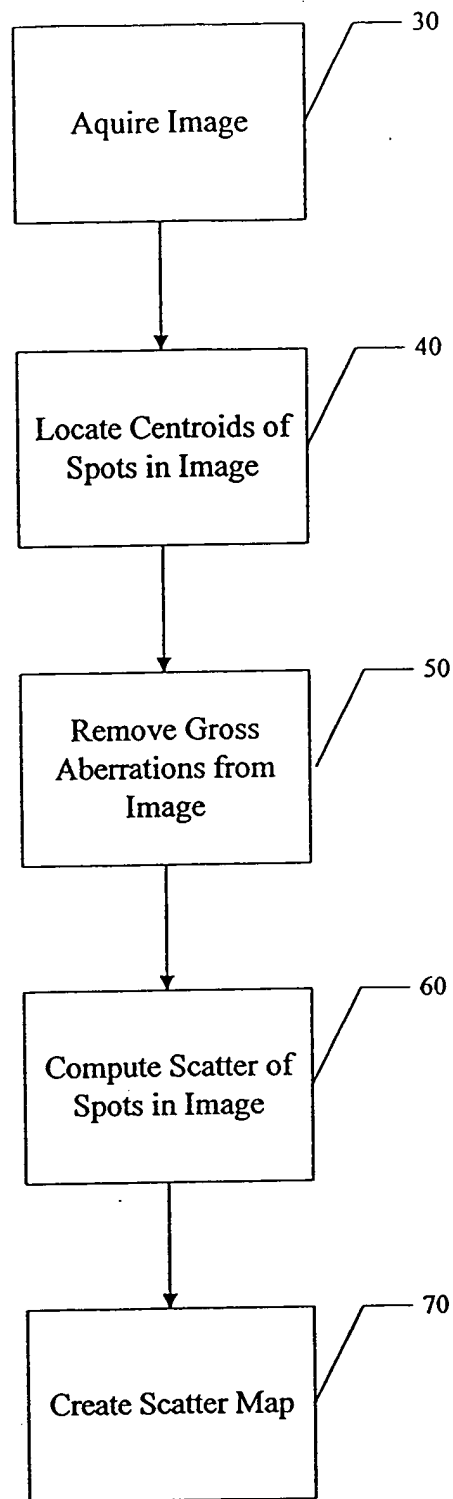 30
Aquire Image
40
Locate Centroids of
Spots in Image
50
Remove Gross
Aberrations from
Image
60
Compute Scatter of
Spots in Image
70
Create Scatter Map